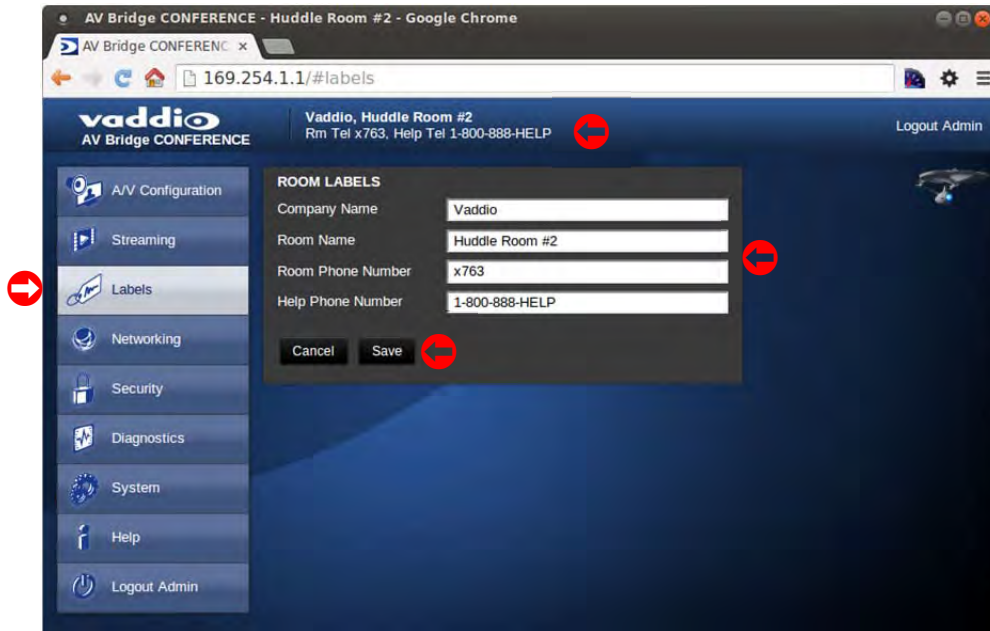 AV Bridge CONFERENCE - Huddle Room #2 - Google Chrome
AV Bridge CONFERENC
169.254.1.1/#labels
vaddio
AV Bridge CONFERENCE
Vaddio, Huddle Room #2
Rm Tel x763, Help Tel 1-800-888-HELP
Logout Admin
A/V Configuration
Streaming
Labels
Networking
Security
Diagnostics
System
Help
Logout Admin
ROOM LABELS
Company Name Vaddio
Room Name Huddle Room #2
Room Phone Number x763
Help Phone Number 1-800-888-HELP
Cancel Save